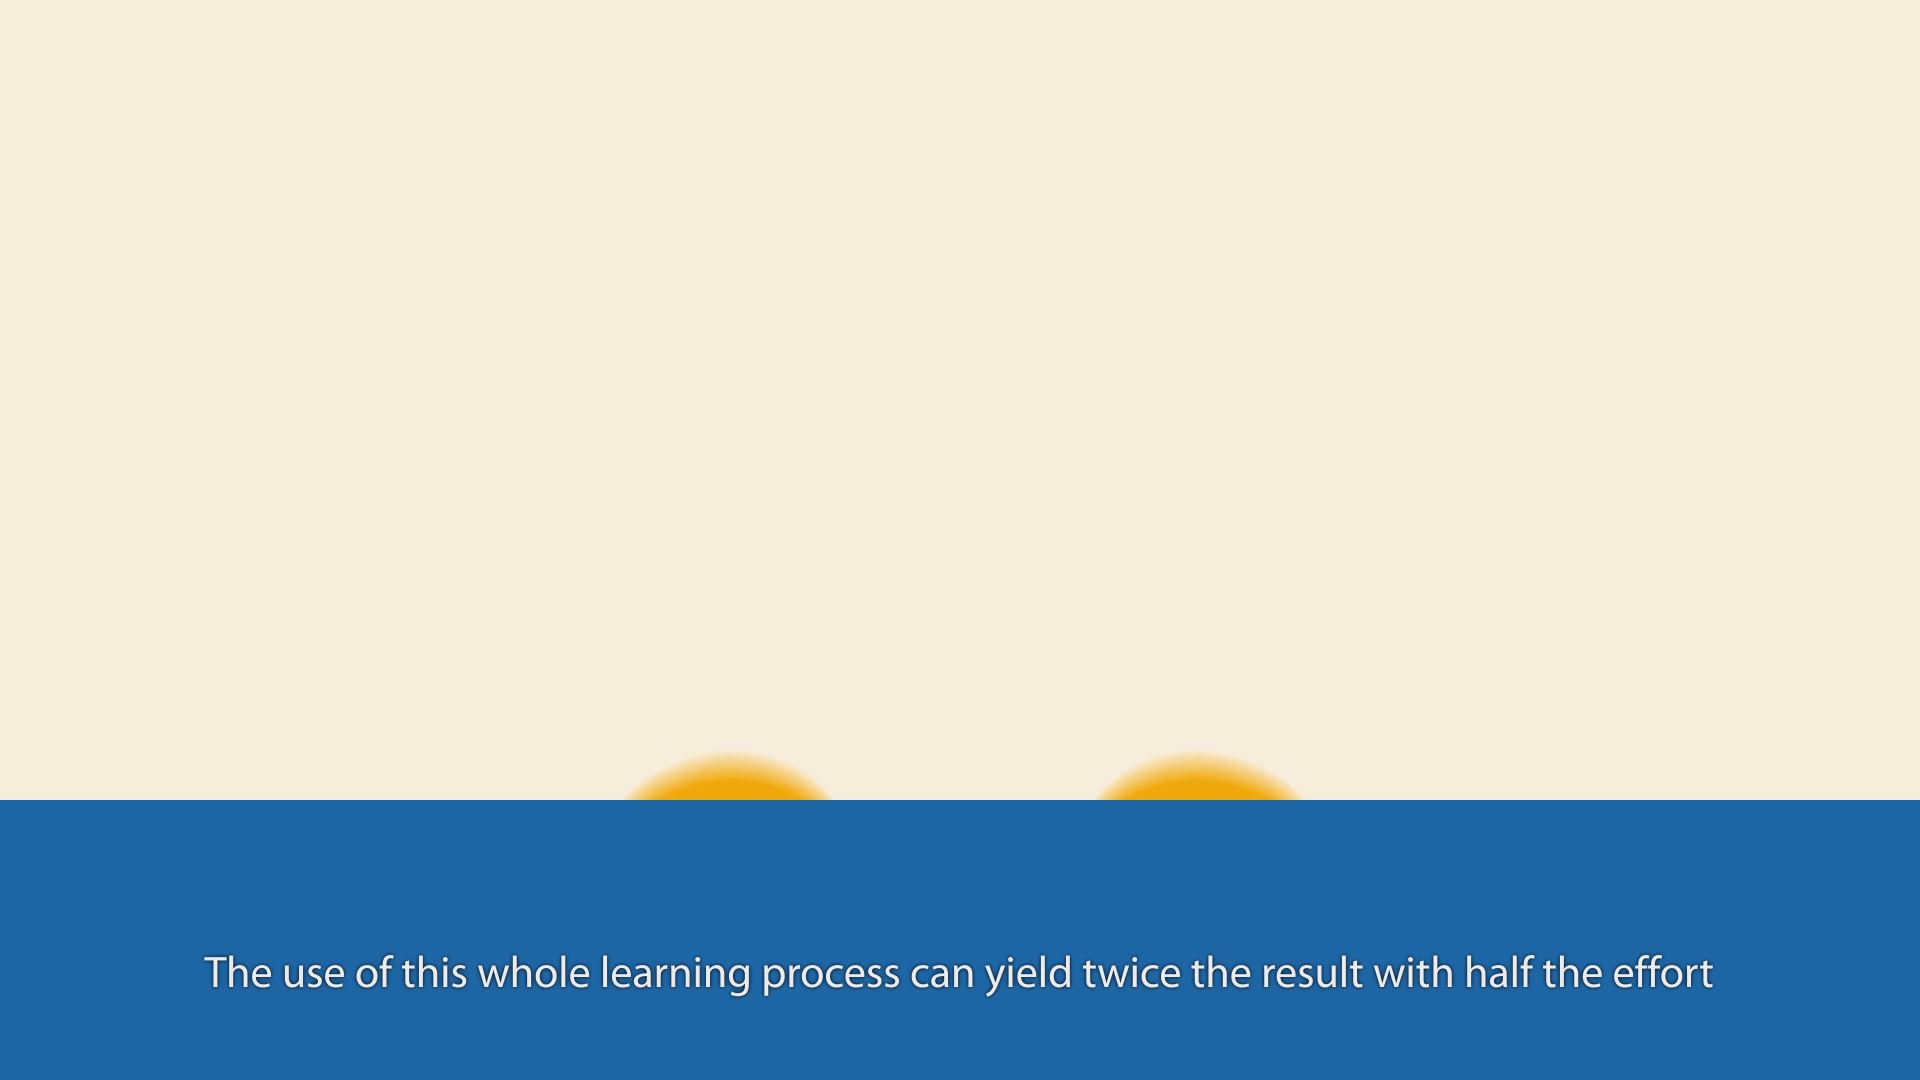 The use of this whole learning process can yield twice the result with half the effort